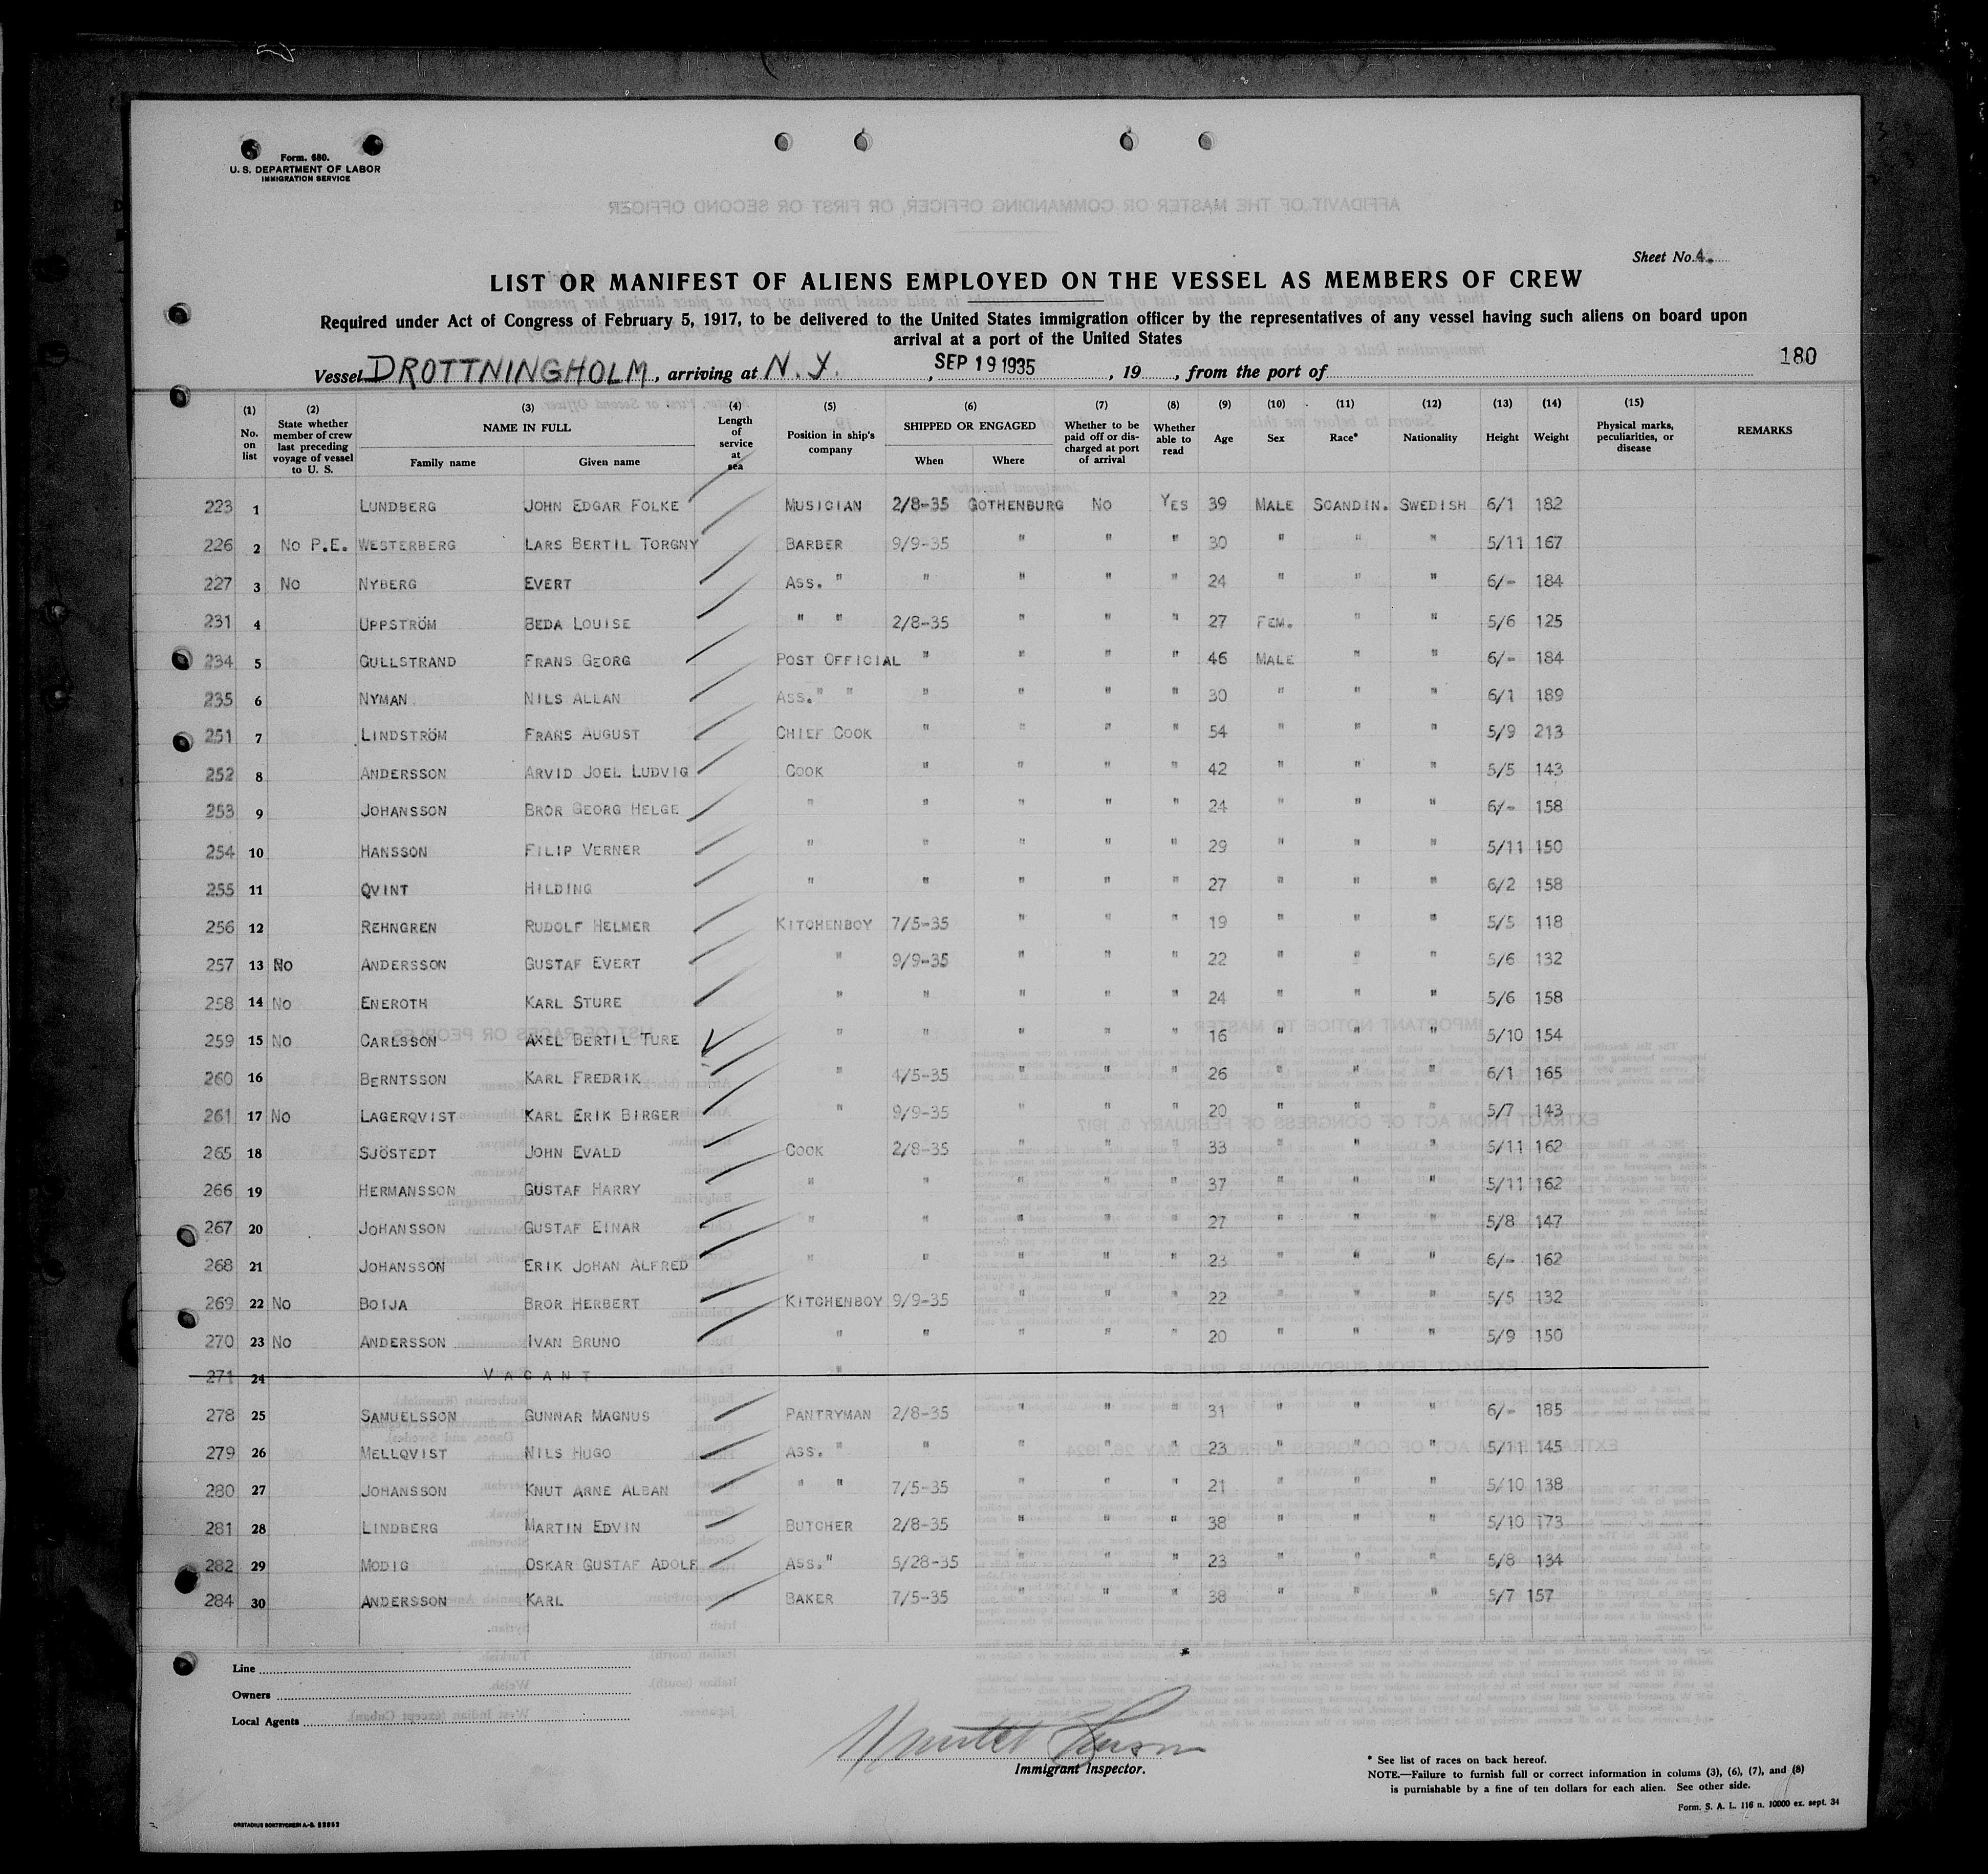 Form. 680.
U. S. DEPARTMENT OF LABOR
IMMIGRATION SERVICE
Sheet No. 4.
LIST OR MANIFEST OF ALIENS EMPLOYED ON THE VESSEL AS MEMBERS OF CREW
Required under Act of Congress of February 5, 1917, to be delivered to the United States immigration officer by the representatives of any vessel having such aliens on board upon
arrival at a port of the United States
Vessel DROTTNINGHOLM, arriving at N. Y., SEP 19 1935, 19 , from the port of
180
(1) No. on list (2) State whether member of crew last preceding voyage of vessel to U. S. (3) NAME IN FULL Family name Given name (4) Length of service at sea (5) Position in ship's company (6) SHIPPED OR ENGAGED When Where (7) Whether to be paid off or discharged at port of arrival (8) Whether able to read (9) Age (10) Sex (11) Race* (12) Nationality (13) Height (14) Weight (15) Physical marks, peculiarities, or disease REMARKS
223 1 LUNDBERG JOHN EDGAR FOLKE MUSICIAN 2/8-35 GOTHENBURG NO YES 39 MALE SCANDIN. SWEDISH 6/1 182
226 2 NO P.E. WESTERBERG LARS BERTIL TORGNY BARBER 9/9-35 " " " 30 " " " 5/11 167
227 3 NO NYBERG EVERT ASS. " " " " " 24 " " " 6/- 184
231 4 UPPSTRÖM BEDA LOUISE " " 2/8-35 " " " 27 FEM. " " 5/6 125
234 5 GULLSTRAND FRANS GEORG POST OFFICIAL " " " " 46 MALE " " 6/- 184
235 6 NYMAN NILS ALLAN ASS. " " " " " " 30 " " " 6/1 189
251 7 LINDSTRÖM FRANS AUGUST CHIEF COOK " " " " 54 " " " 5/9 213
252 8 ANDERSSON ARVID JOEL LUDVIG COOK " " " " 42 " " " 5/5 143
253 9 JOHANSSON BROR GEORG HELGE " " " " " 24 " " " 6/- 158
254 10 HANSSON FILIP VERNER " " " " " 29 " " " 5/11 150
255 11 QVINT HILDING " " " " " 27 " " " 6/2 158
256 12 REHNGREN RUDOLF HELMER KITCHENBOY 7/5-35 " " " 19 " " " 5/5 118
257 13 NO ANDERSSON GUSTAF EVERT " 9/9-35 " " " 22 " " " 5/6 132
258 14 NO ENEROTH KARL STURE " " " " " 24 " " " 5/6 158
259 15 NO CARLSSON AXEL BERTIL TURE " " " " " 16 " " " 5/10 154
260 16 BERNTSSON KARL FREDRIK " 4/5-35 " " " 26 " " " 6/1 165
261 17 NO LAGERQVIST KARL ERIK BIRGER " 9/9-35 " " " 20 " " " 5/7 143
265 18 SJÖSTEDT JOHN EVALD COOK 2/8-35 " " " 33 " " " 5/11 162
266 19 HERMANSSON GUSTAF HARRY " " " " " 37 " " " 5/11 162
267 20 JOHANSSON GUSTAF EINAR " " " " " 27 " " " 5/8 147
268 21 JOHANSSON ERIK JOHAN ALFRED " " " " " 23 " " " 6/- 162
269 22 NO BOIJA BROR HERBERT KITCHENBOY 9/9-35 " " " 22 " " " 5/5 132
270 23 NO ANDERSSON IVAN BRUNO " " " " " 20 " " " 5/9 150
271 24 VACANT "
278 25 SAMUELSSON GUNNAR MAGNUS PANTRYMAN 2/8-35 " " " 31 " " " 6/- 185
279 26 MELLQVIST NILS HUGO ASS. " " " " " 23 " " " 5/11 145
280 27 JOHANSSON KNUT ARNE ALBAN " " 7/5-35 " " " 21 " " " 5/10 138
281 28 LINDBERG MARTIN EDVIN BUTCHER 2/8-35 " " " 38 " " " 5/10 173
282 29 MODIG OSKAR GUSTAF ADOLF ASS. " 5/28-35 " " " 23 " " " 5/8 134
284 30 ANDERSSON KARL BAKER 7/5-35 " " " 38 " " " 5/7 157
Line
Owners
Local Agents
Immigrant Inspector.
* See list of races on back hereof.
NOTE.—Failure to furnish full or correct information in colums (3), (6), (7), and (8)
is punishable by a fine of ten dollars for each alien. See other side.
Form. S. A. L. 116 n. 10000 ex. sept. 34